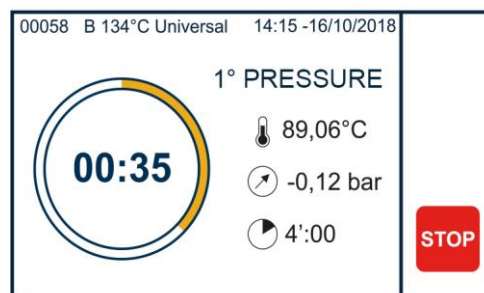 00058 B 134°C Universal 14:15 -16/10/2018
1° PRESSURE
00:35
89,06°C
-0,12 bar
4’:00
STOP